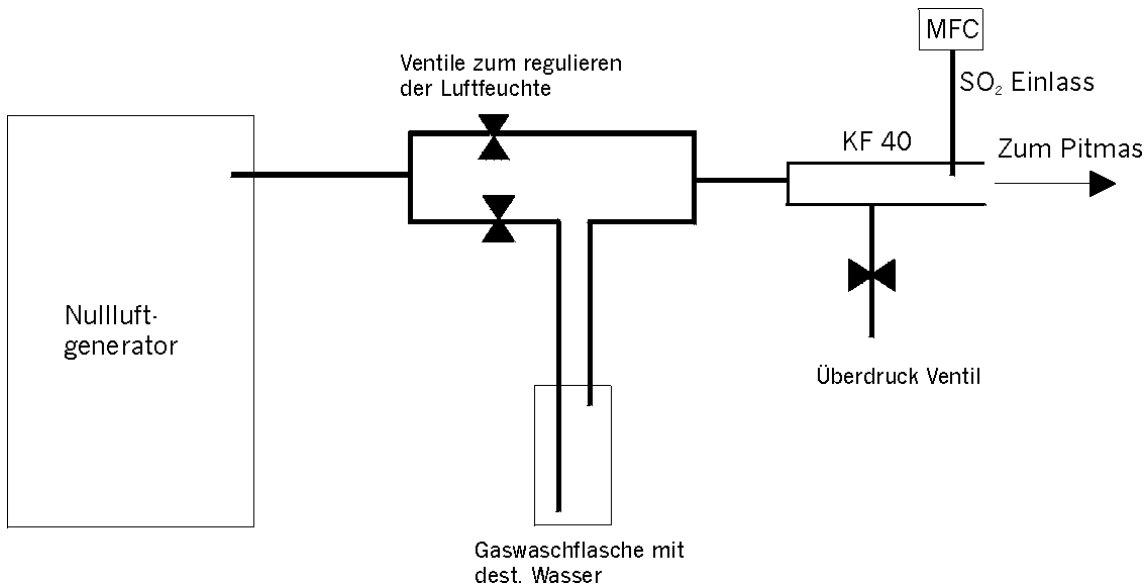 MFC
Ventile zum regulieren
der Luftfeuchte
SO₂ Einlass
KF 40
Zum Pitmas
Nullluft-
generator
Überdruck Ventil
Gaswaschflasche mit
dest. Wasser